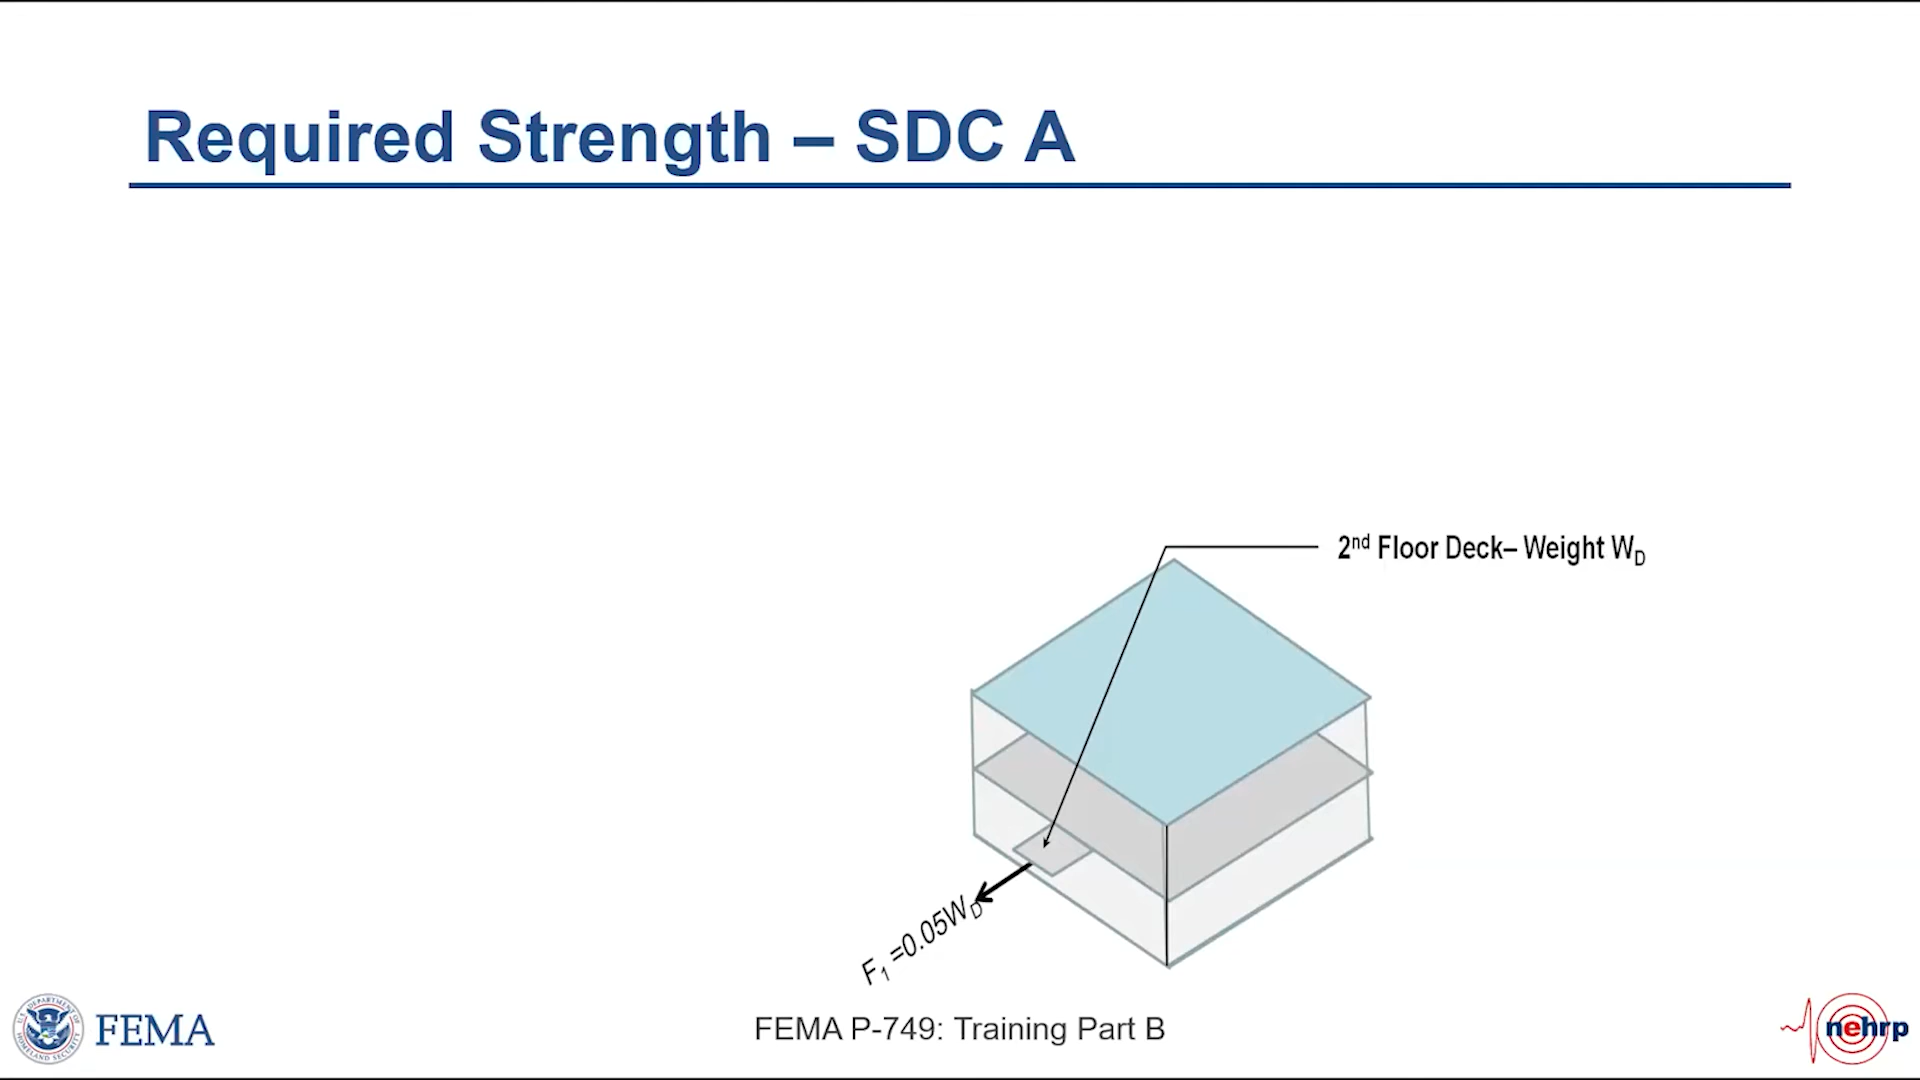 Required Strength – SDC A
2nd Floor Deck– Weight WD
F1 =0.05WD
FEMA
FEMA P-749: Training Part B
nehrp